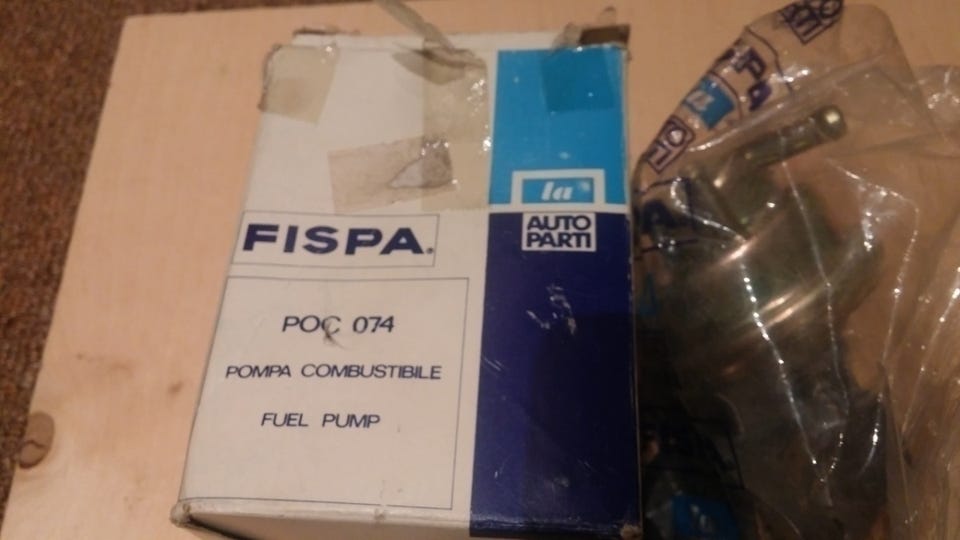 la
AUTO
PARTI
FISPA
POC 074
POMPA COMBUSTIBILE
FUEL PUMP